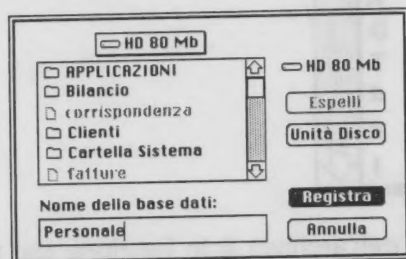 HD 80 Mb
APPLICAZIONI
Bilancio
corrispondenza
Clienti
Cartella Sistema
fatture
HD 80 Mb
Espelli
Unità Disco
Nome della base dati:
Personale
Registra
Annulla